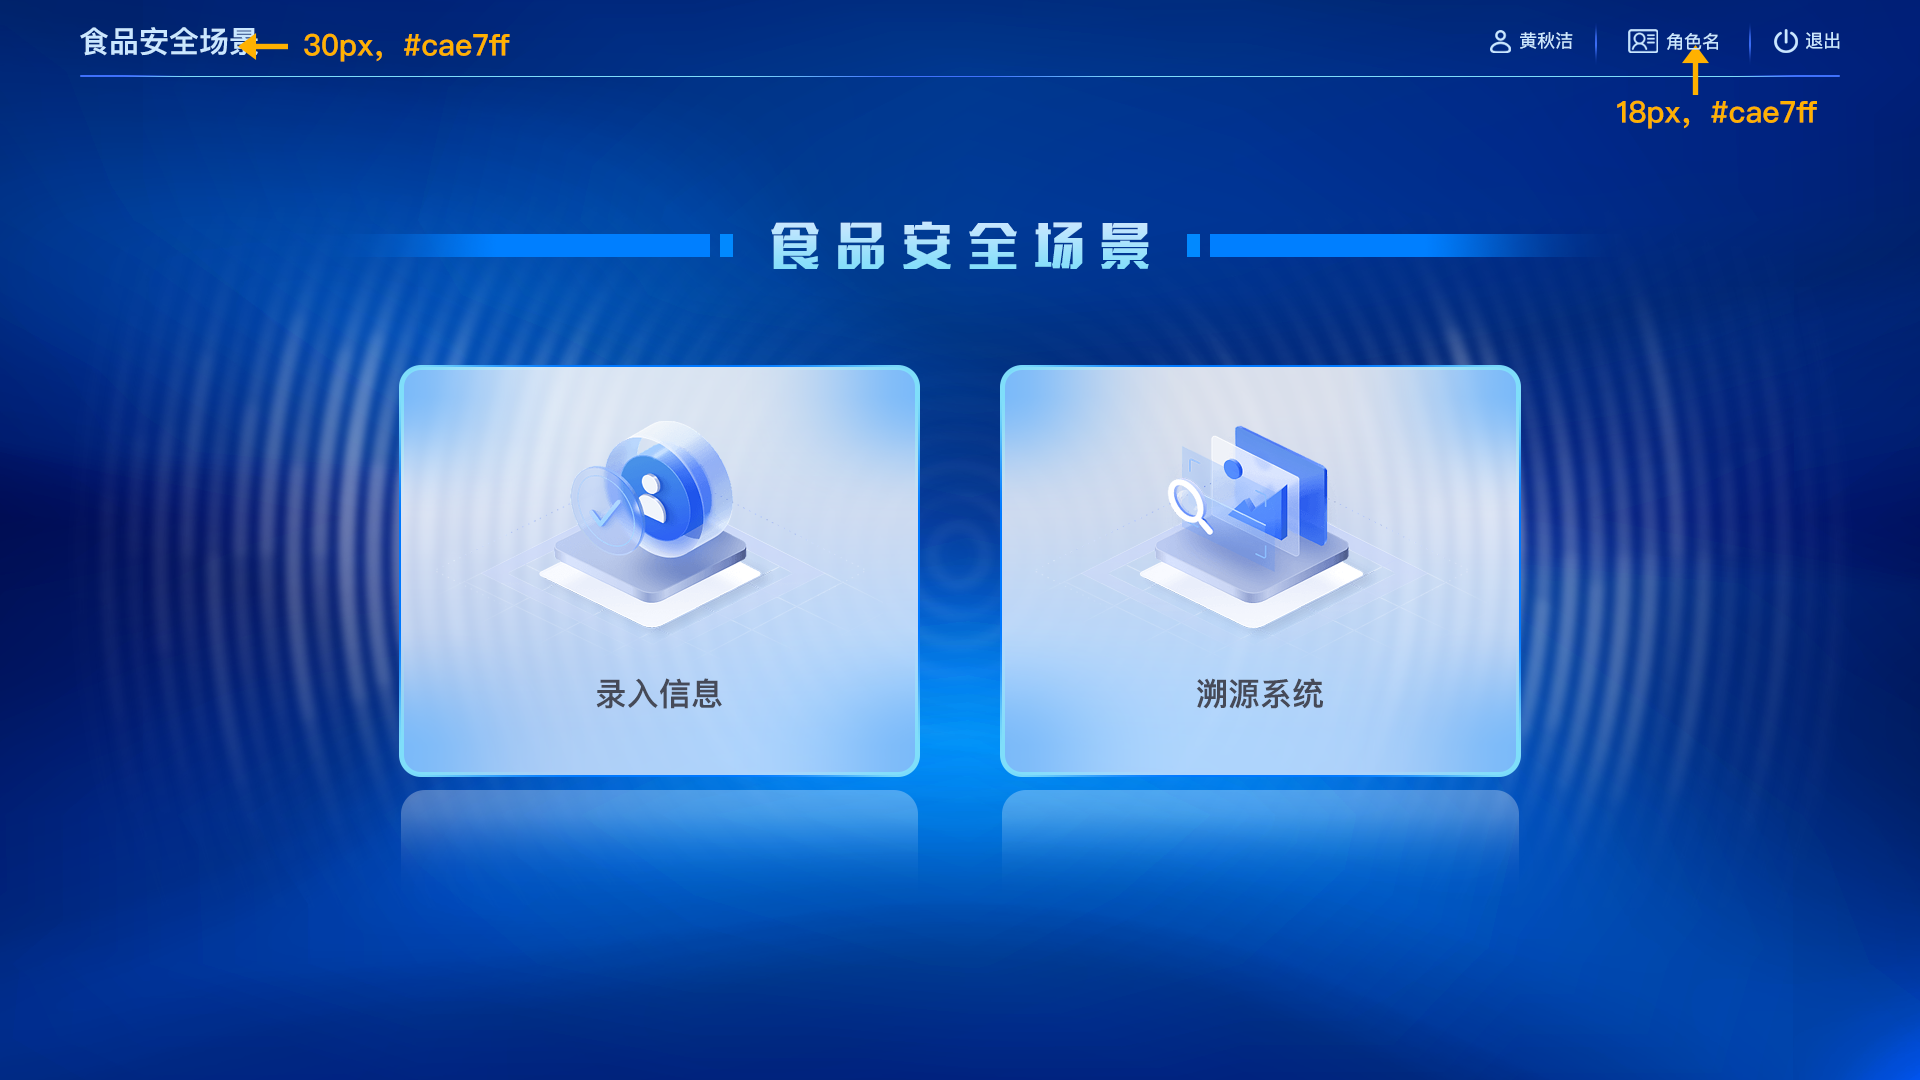 食品安全场景
30px，#cae7ff
黄秋洁
角色名
退出
18px，#cae7ff
食品安全场景
录入信息
溯源系统